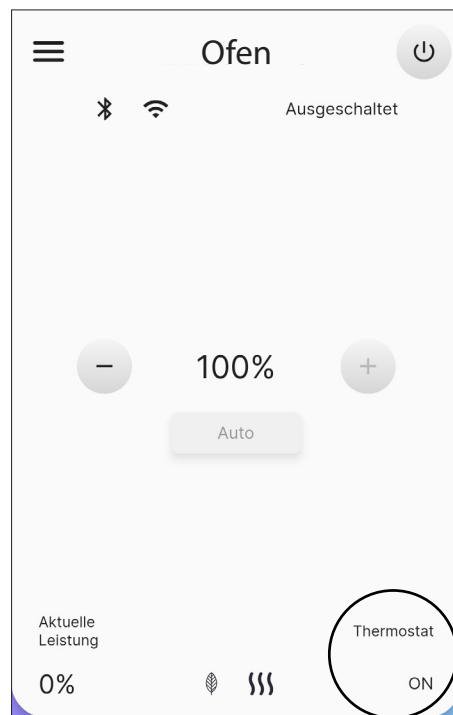 Ofen
Ausgeschaltet
− 100% +
Auto
Aktuelle
Leistung
Thermostat
0%
ON